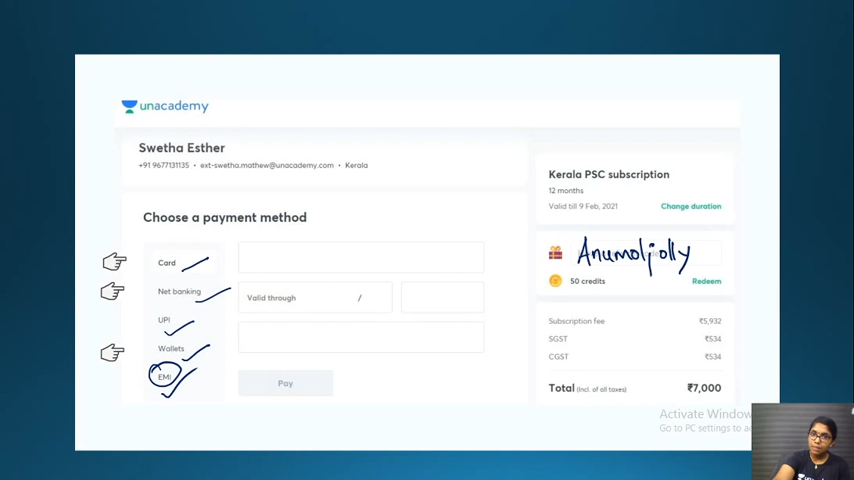 unacademy
Swetha Esther
+91 9677131135 • ext-swetha.mathew@unacademy.com • Kerala
Choose a payment method
Card
Net banking
UPI
Wallets
EMI
Valid through /
Pay
Kerala PSC subscription
12 months
Valid till 9 Feb, 2021
Change duration
Anumoljolly
50 credits
Redeem
Subscription fee ₹5,932
SGST ₹534
CGST ₹534
Total (Incl. of all taxes) ₹7,000
Activate Window
Go to PC settings to a